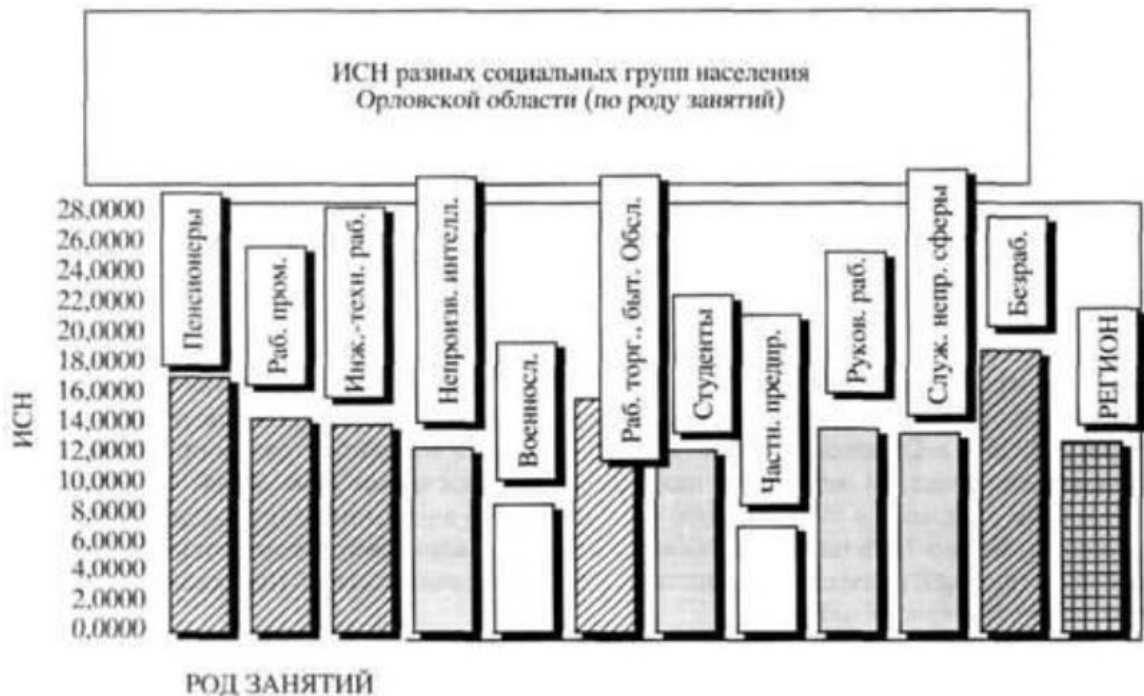 ИСН разных социальных групп населения
Орловской области (по роду занятий)
28,0000
26,0000
24,0000
22,0000
20,0000
18,0000
16,0000
14,0000
12,0000
10,0000
8,0000
6,0000
4,0000
2,0000
0,0000
ИСН
Пенсионеры
Раб. пром.
Инж.-техн. раб.
Непроизв. интелл.
Военносл.
Раб. торг., быт. Обсл.
Студенты
Частн. предпр.
Руков. раб.
Служ. непр. сферы
Безраб.
РЕГИОН
РОД ЗАНЯТИЙ